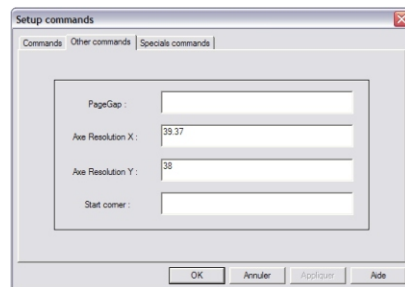 Setup commands
Commands Other commands Specials commands
PageGap :
Axe Resolution X : 39.37
Axe Resolution Y : 38
Start corner :
OK Annuler Appliquer Aide